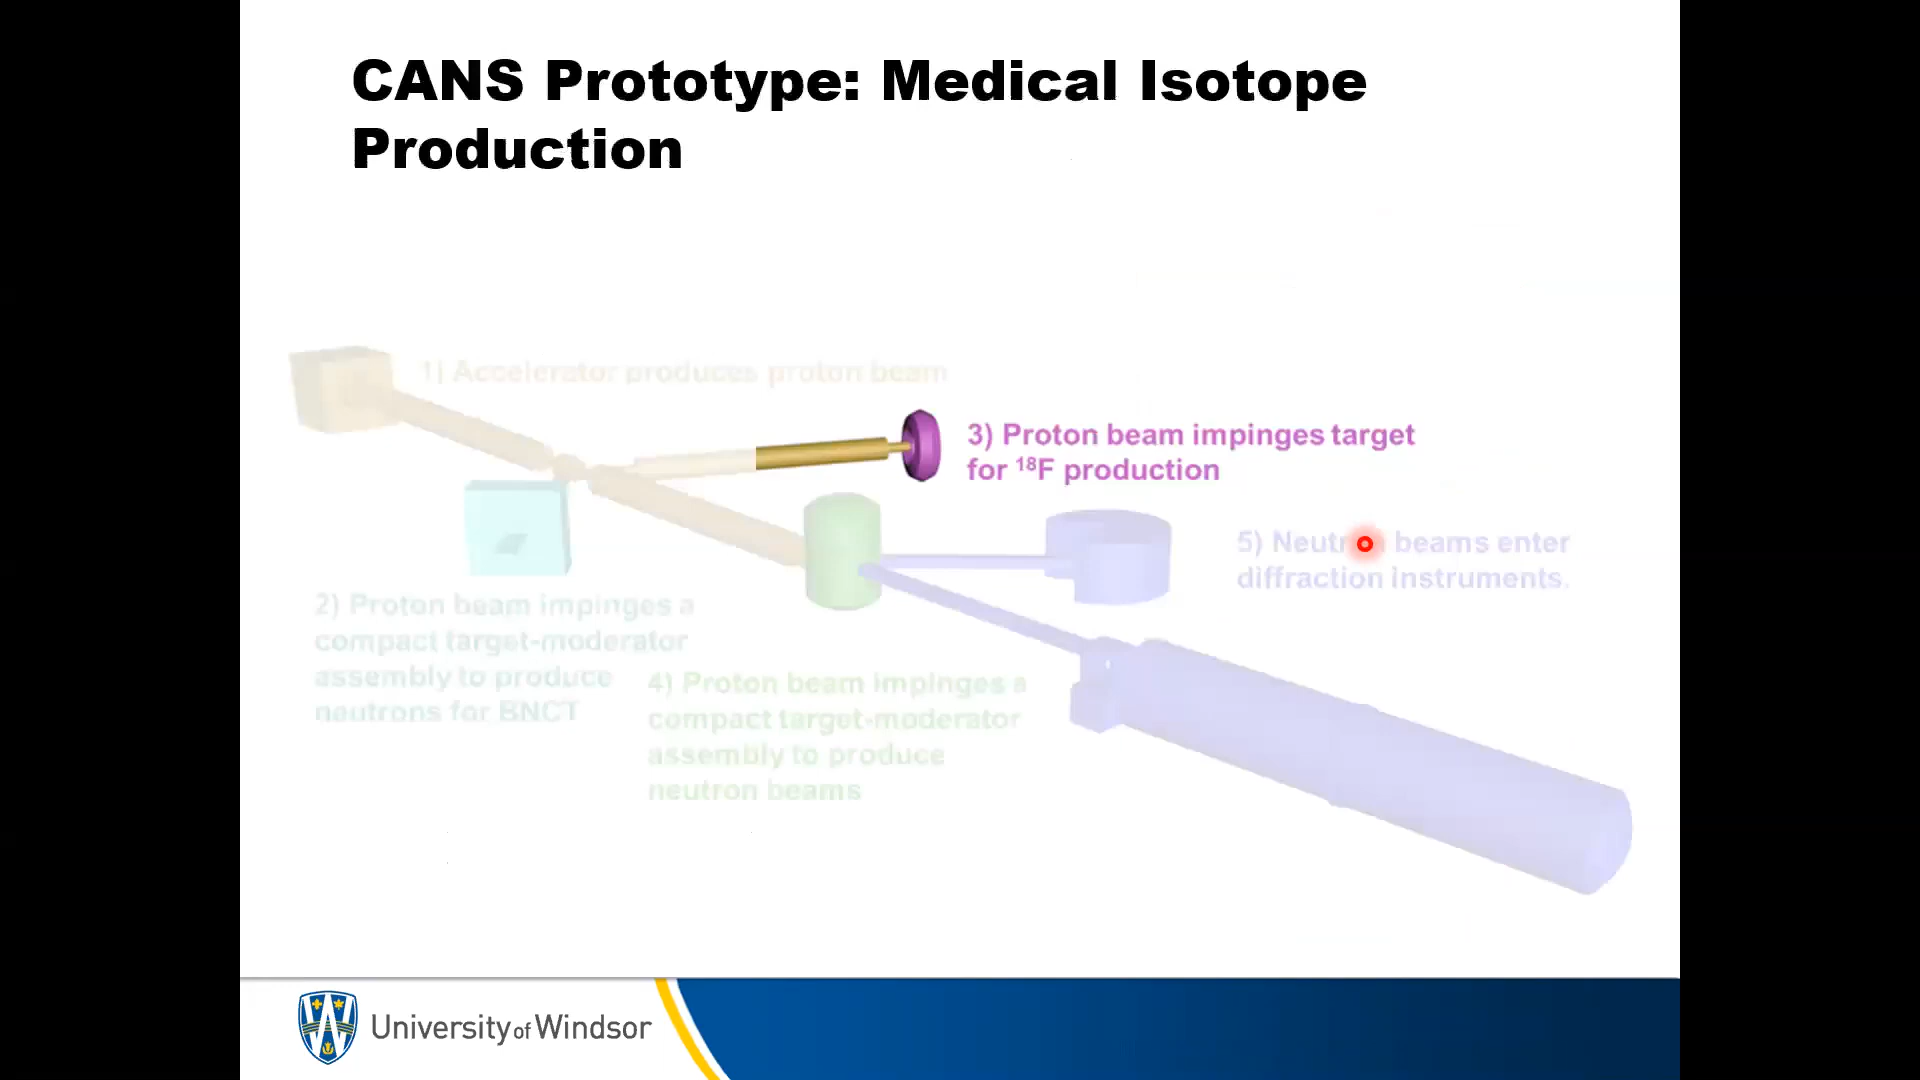 CANS Prototype: Medical Isotope
Production
1) Accelerator produces proton beam
3) Proton beam impinges target
for ¹⁸F production
5) Neutron beams enter
diffraction instruments.
2) Proton beam impinges a
compact target-moderator
assembly to produce
neutrons for BNCT
4) Proton beam impinges a
compact target-moderator
assembly to produce
neutron beams
University of Windsor